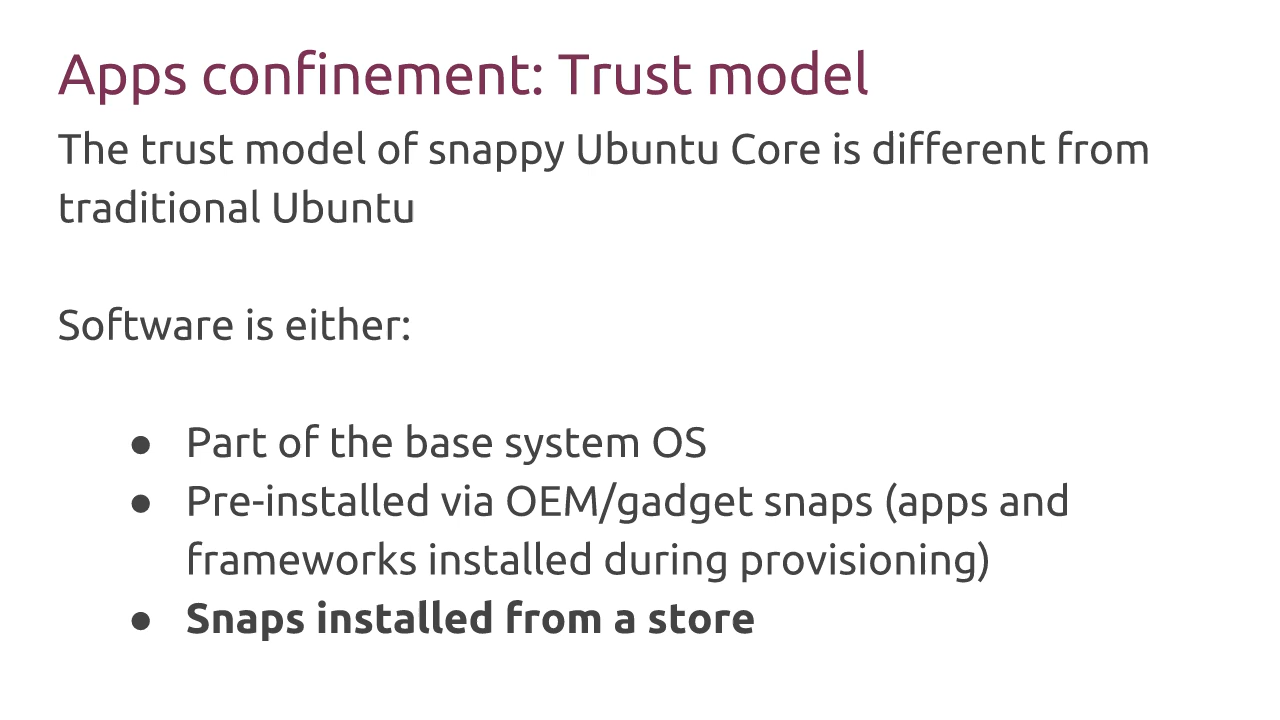 Apps confinement: Trust model
The trust model of snappy Ubuntu Core is different from
traditional Ubuntu
Software is either:
● Part of the base system OS
● Pre-installed via OEM/gadget snaps (apps and
frameworks installed during provisioning)
● Snaps installed from a store